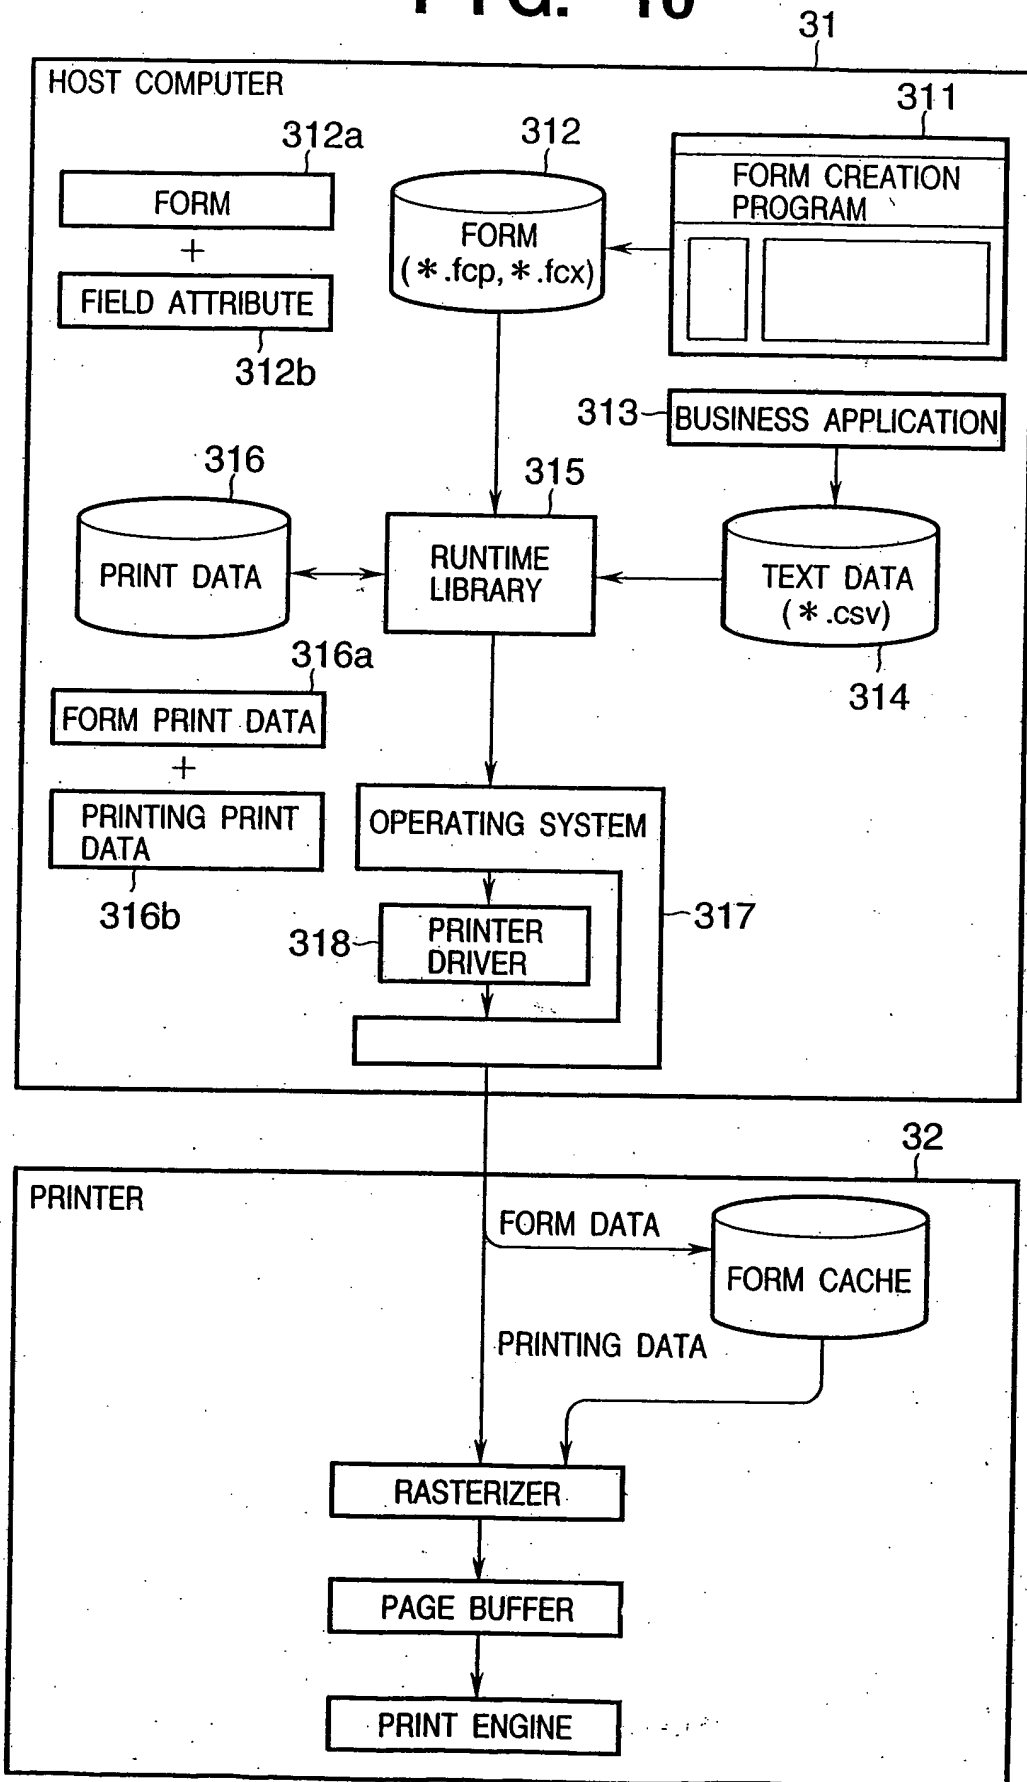 FIG. 10
31
HOST COMPUTER
311
312a
312
FORM CREATION
PROGRAM
FORM
FORM
(*.fcp,*.fcx)
+
FIELD ATTRIBUTE
312b
313
BUSINESS APPLICATION
316
315
PRINT DATA
RUNTIME
LIBRARY
TEXT DATA
(*.csv)
316a
314
FORM PRINT DATA
+
PRINTING PRINT
DATA
OPERATING SYSTEM
316b
317
318
PRINTER
DRIVER
32
PRINTER
FORM DATA
FORM CACHE
PRINTING DATA
RASTERIZER
PAGE BUFFER
PRINT ENGINE